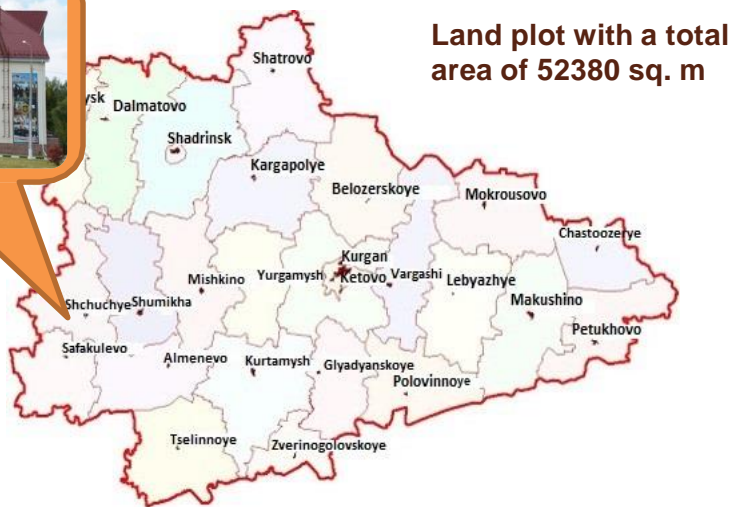 Land plot with a total
area of 52380 sq. m
Shatrovo
ysk
Dalmatovo
Shadrinsk
Kargapolye
Belozerskoye
Mokrousovo
Chastoozerye
Kurgan
Mishkino
Yurgamysh
Ketovo
Vargashi
Lebyazhye
Makushino
Shchuchye
Shumikha
Petukhovo
Safakulevo
Almenevo
Kurtamysh
Glyadyanskoye
Polovinnoye
Tselinnoye
Zverinogolovskoye